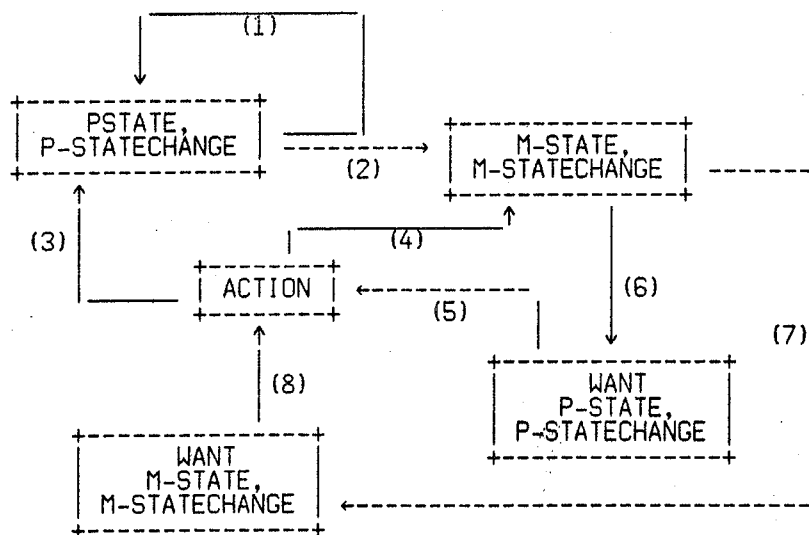 (1)
PSTATE,
P-STATECHANGE
(2)
M-STATE,
M-STATECHANGE
(3)
(4)
ACTION
(5)
(6)
(7)
(8)
WANT
P-STATE,
P-STATECHANGE
WANT
M-STATE,
M-STATECHANGE